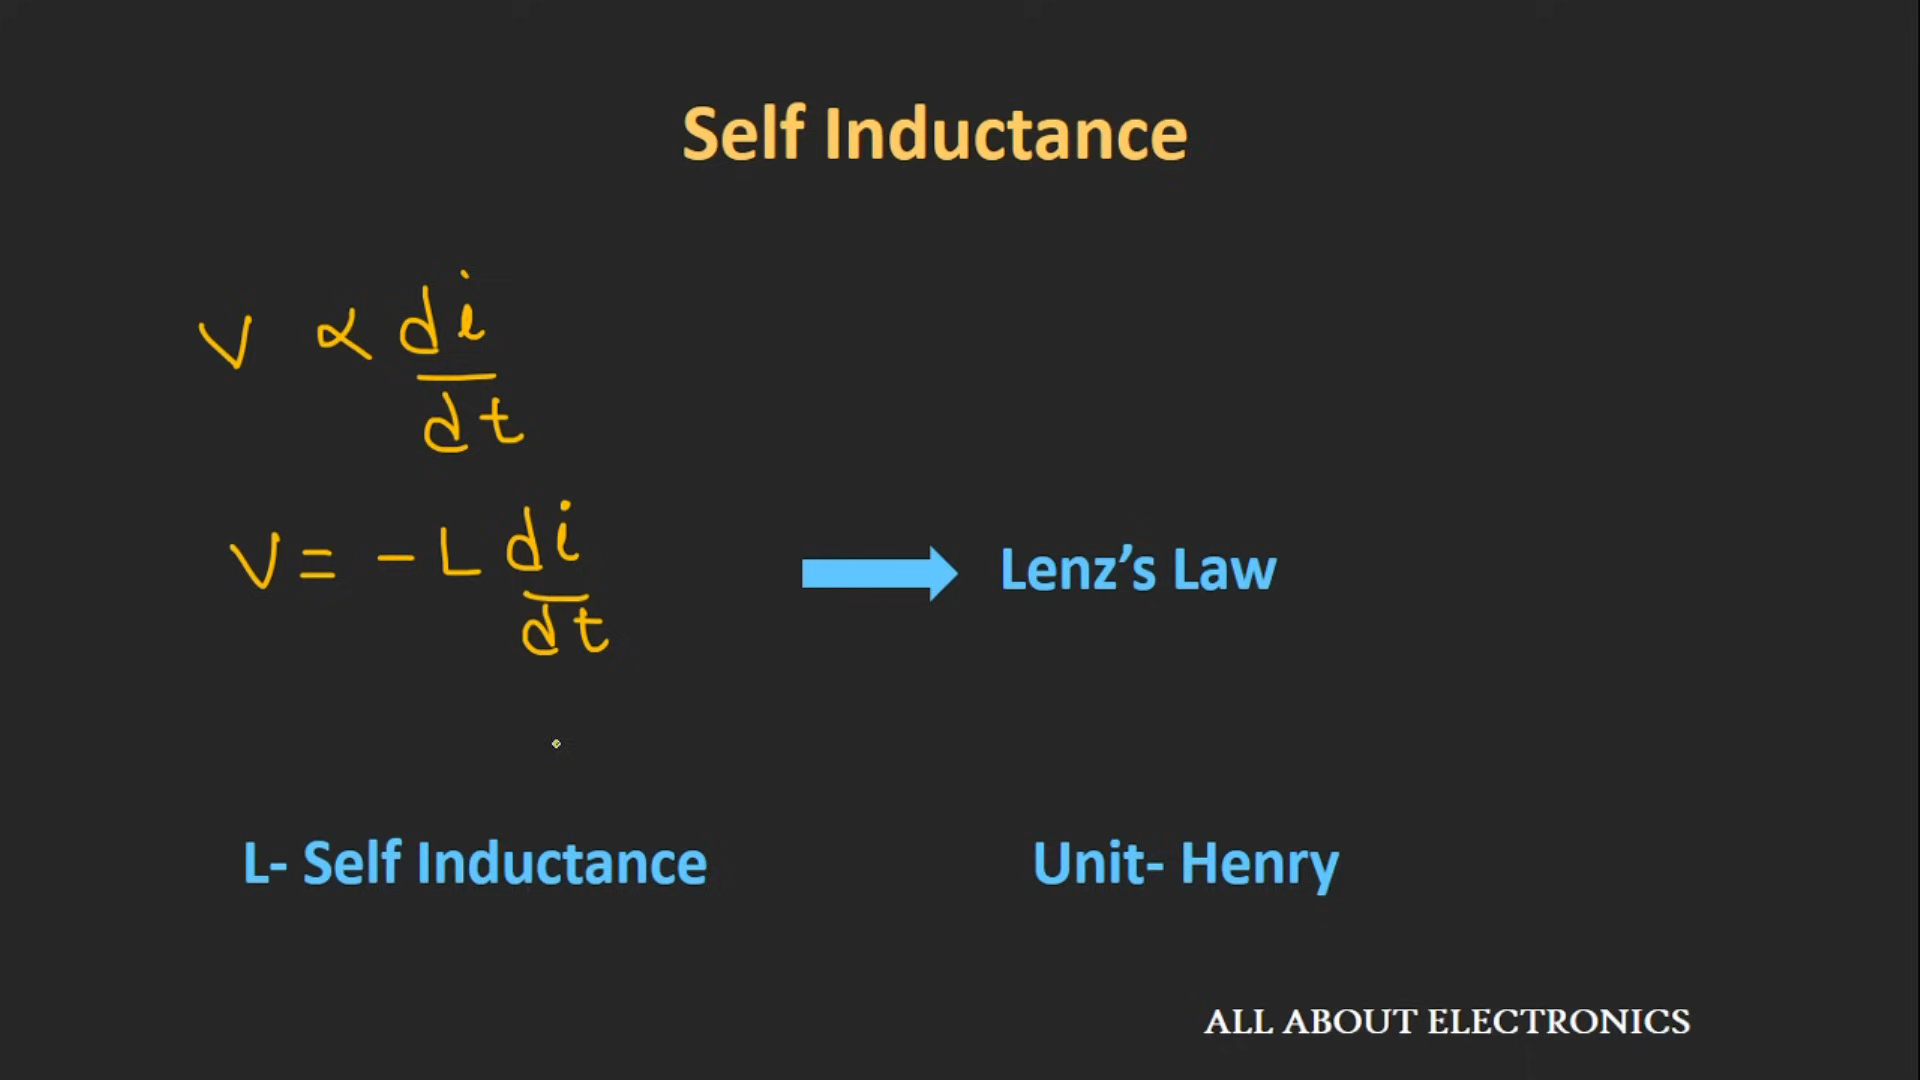 Self Inductance
V ∝ di/dt
V = - L di/dt
Lenz’s Law
L- Self Inductance
Unit- Henry
ALL ABOUT ELECTRONICS